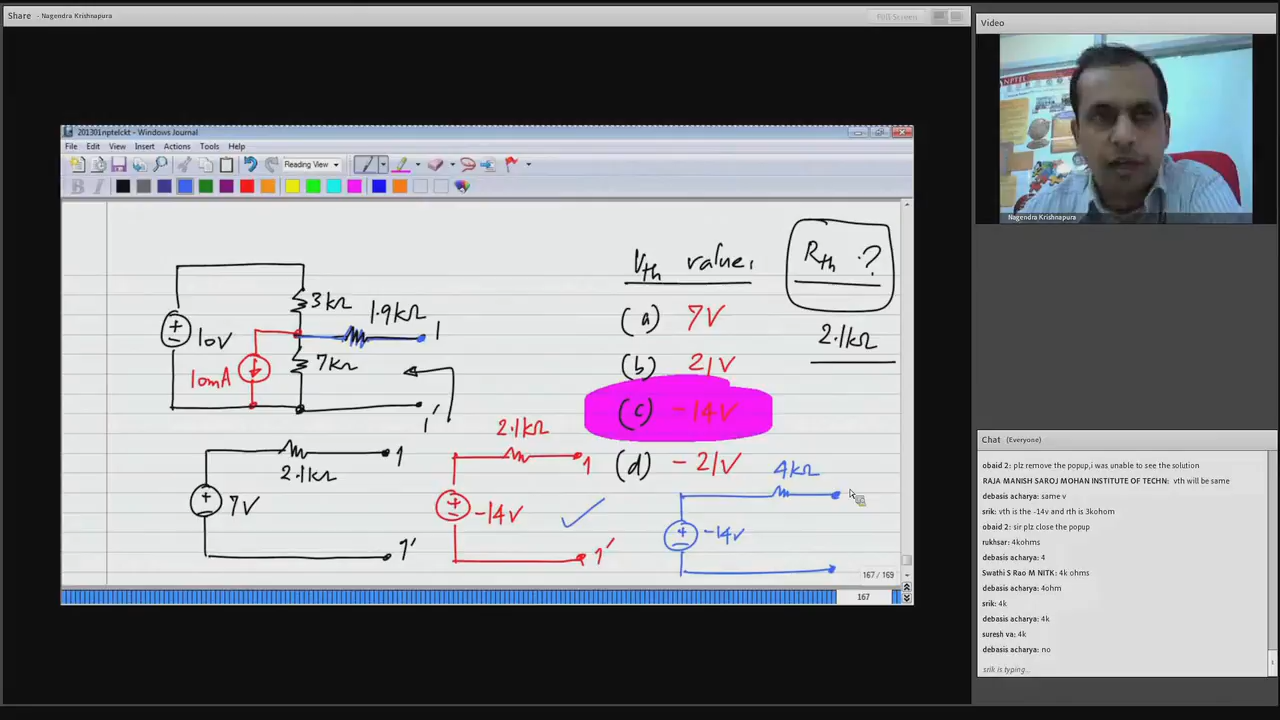 Share - Nagendra Krishnapura
Full Screen
Video
Nagendra Krishnapura
201301nptelckt - Windows Journal
File Edit View Insert Actions Tools Help
Reading View
B I
3kΩ
1.9kΩ
1
10V
7kΩ
10mA
1'
Vth value:
Rth ?
(a) 7V
2.1kΩ
(b) 21V
(c) -14V
(d) -21V
2.1kΩ
1
7V
1'
2.1kΩ
1
-14V
1'
4kΩ
-14V
167 / 169
167
Chat (Everyone)
obaid 2: plz remove the popup,i was unable to see the solution
RAJA MANISH SAROJ MOHAN INSTITUTE OF TECHN: vth will be same
debasis acharya: same v
srik: vth is the -14v and rth is 3kohom
obaid 2: sir plz close the popup
rukhsar: 4kohms
debasis acharya: 4
Swathi S Rao M NITK: 4k ohms
debasis acharya: 4ohm
srik: 4k
debasis acharya: 4k
suresh va: 4k
debasis acharya: no
srik is typing...